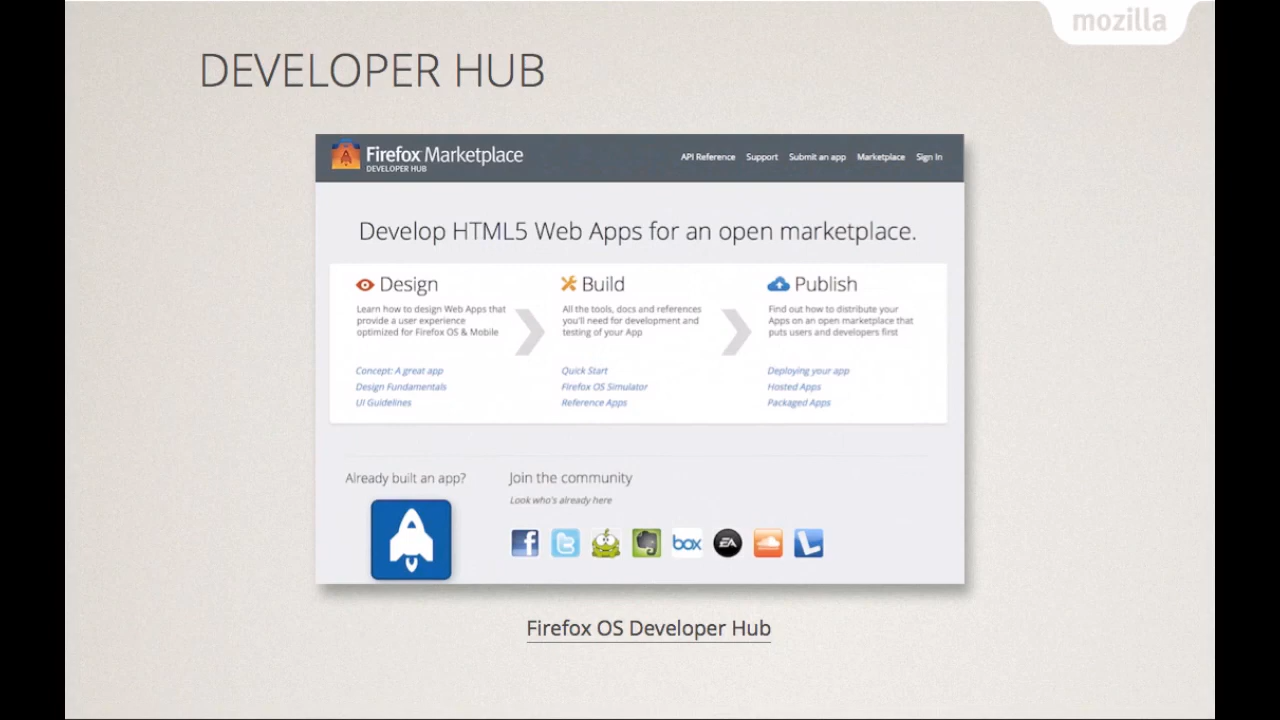 mozilla
DEVELOPER HUB
Firefox Marketplace
DEVELOPER HUB
API Reference Support Submit an app Marketplace Sign In
Develop HTML5 Web Apps for an open marketplace.
Design
Learn how to design Web Apps that
provide a user experience
optimized for Firefox OS & Mobile
Concept: A great app
Design Fundamentals
UI Guidelines
Build
All the tools, docs and references
you'll need for development and
testing of your App
Quick Start
Firefox OS Simulator
Reference Apps
Publish
Find out how to distribute your
Apps on an open marketplace that
puts users and developers first
Deploying your app
Hosted Apps
Packaged Apps
Already built an app?
Join the community
Look who's already here
box
EA
Firefox OS Developer Hub